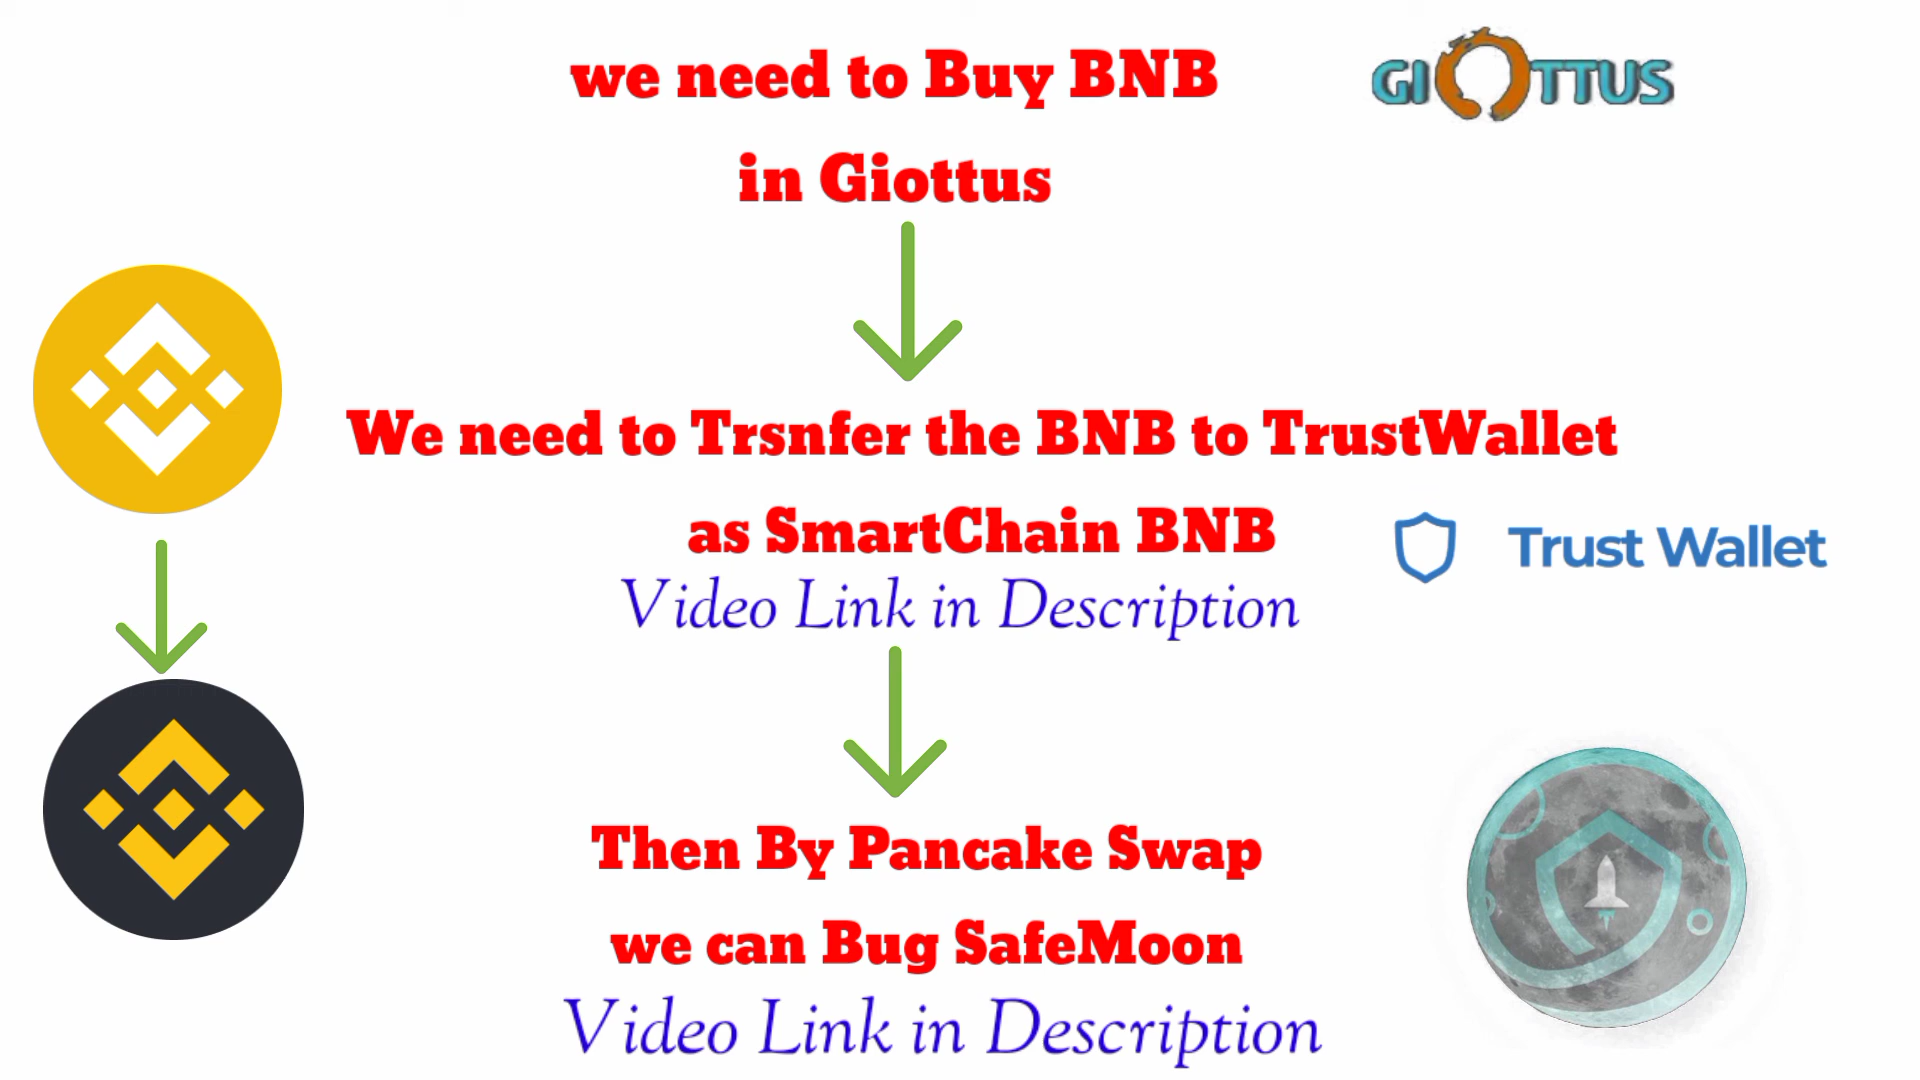 we need to Buy BNB
GIOTTUS
in Giottus
We need to Trsnfer the BNB to TrustWallet
as SmartChain BNB
Trust Wallet
Video Link in Description
Then By Pancake Swap
we can Bug SafeMoon
Video Link in Description